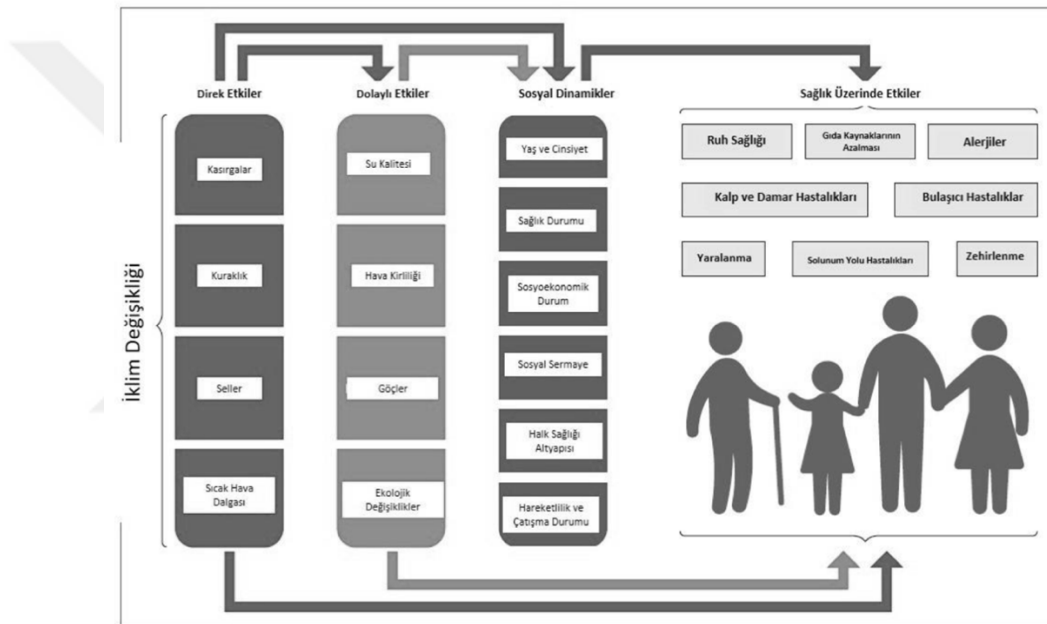 Direk Etkiler
Dolaylı Etkiler
Sosyal Dinamikler
Sağlık Üzerinde Etkiler
İklim Değişikliği
Kasırgalar
Kuraklık
Seller
Sıcak Hava
Dalgası
Su Kalitesi
Hava Kirliliği
Göçler
Ekolojik
Değişiklikler
Yaş ve Cinsiyet
Sağlık Durumu
Sosyoekonomik
Durum
Sosyal Sermaye
Halk Sağlığı
Altyapısı
Hareketlilik ve
Çatışma Durumu
Ruh Sağlığı
Gıda Kaynaklarının
Azalması
Alerjiler
Kalp ve Damar Hastalıkları
Bulaşıcı Hastalıklar
Yaralanma
Solunum Yolu Hastalıkları
Zehirlenme